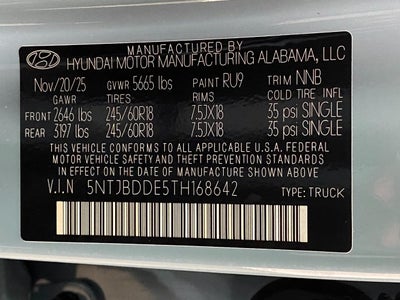 MANUFACTURED BY
HYUNDAI MOTOR MANUFACTURING ALABAMA, LLC
Nov/20/25 GVWR 5665 lbs PAINT RU9 TRIM NNB
GAWR TIRES RIMS COLD TIRE INFL
FRONT 2646 lbs 245/60R18 7.5JX18 35 psi SINGLE
REAR 3197 lbs 245/60R18 7.5JX18 35 psi SINGLE
THIS VEHICLE CONFORMS TO ALL APPLICABLE U.S.A. FEDERAL
MOTOR VEHICLE SAFETY, BUMPER, AND THEFT PREVENTION STANDARDS
IN EFFECT ON THE DATE OF MANUFACTURE SHOWN ABOVE.
V.I.N 5NTJBDDE5TH168642 TYPE: TRUCK